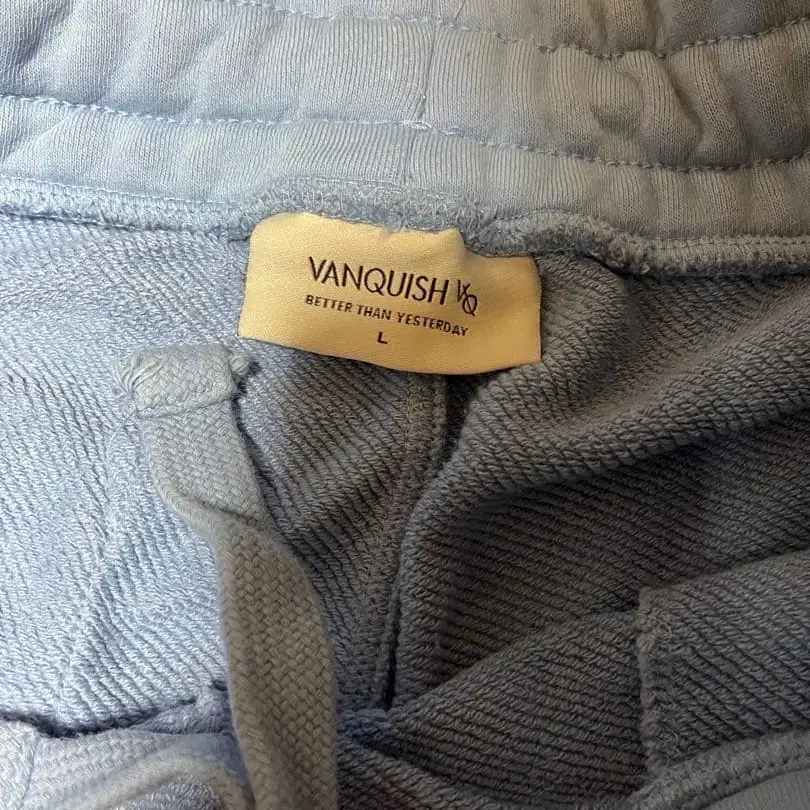 VANQUISH VQ
BETTER THAN YESTERDAY
L